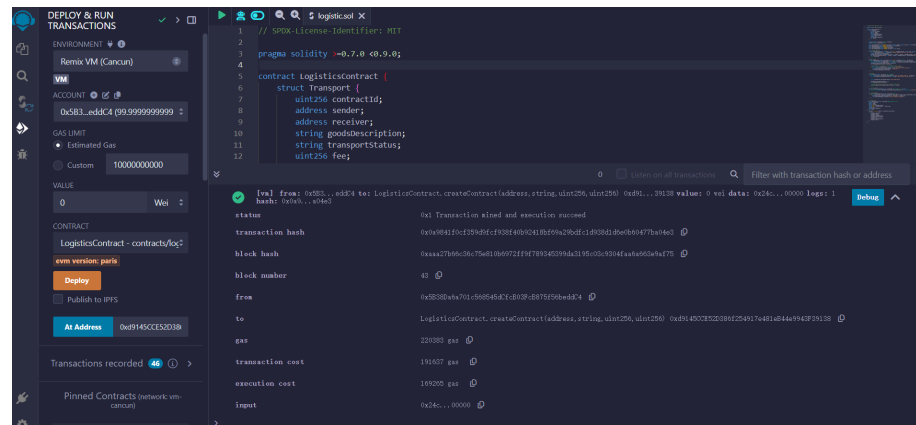 DEPLOY & RUN
TRANSACTIONS
ENVIRONMENT
Remix VM (Cancun)
VM
ACCOUNT
0x5B3...eddC4 (99.9999999999
GAS LIMIT
Estimated Gas
Custom 10000000000
VALUE
0 Wei
CONTRACT
LogisticsContract - contracts/log
evm version: paris
Deploy
Publish to IPFS
At Address 0xd9145CCE52D386
Transactions recorded 46
Pinned Contracts (network: vm-
cancun)
logistic.sol
1 // SPDX-License-Identifier: MIT
2
3 pragma solidity >=0.7.0 <0.9.0;
4
5 contract LogisticsContract {
6 struct Transport {
7 uint256 contractId;
8 address sender;
9 address receiver;
10 string goodsDescription;
11 string transportStatus;
12 uint256 fee;
0 Listen on all transactions Filter with transaction hash or address
[vm] from: 0x5B3...eddC4 to: LogisticsContract.createContract(address,string,uint256,uint256) 0xd91...39138 value: 0 wei data: 0x24c...00000 logs: 1
hash: 0x0a9...a04e3
Debug
status 0x1 Transaction mined and execution succeed
transaction hash
block hash
block number 43
from 0x5B38Da6a701c568545dCfcB03FcB875f56beddC4
to LogisticsContract.createContract(address,string,uint256,uint256) 0xd9145CCE52D386f254917e481eB44e9943F39138
gas 220383 gas
transaction cost 191637 gas
execution cost 169265 gas
input 0x24c...00000